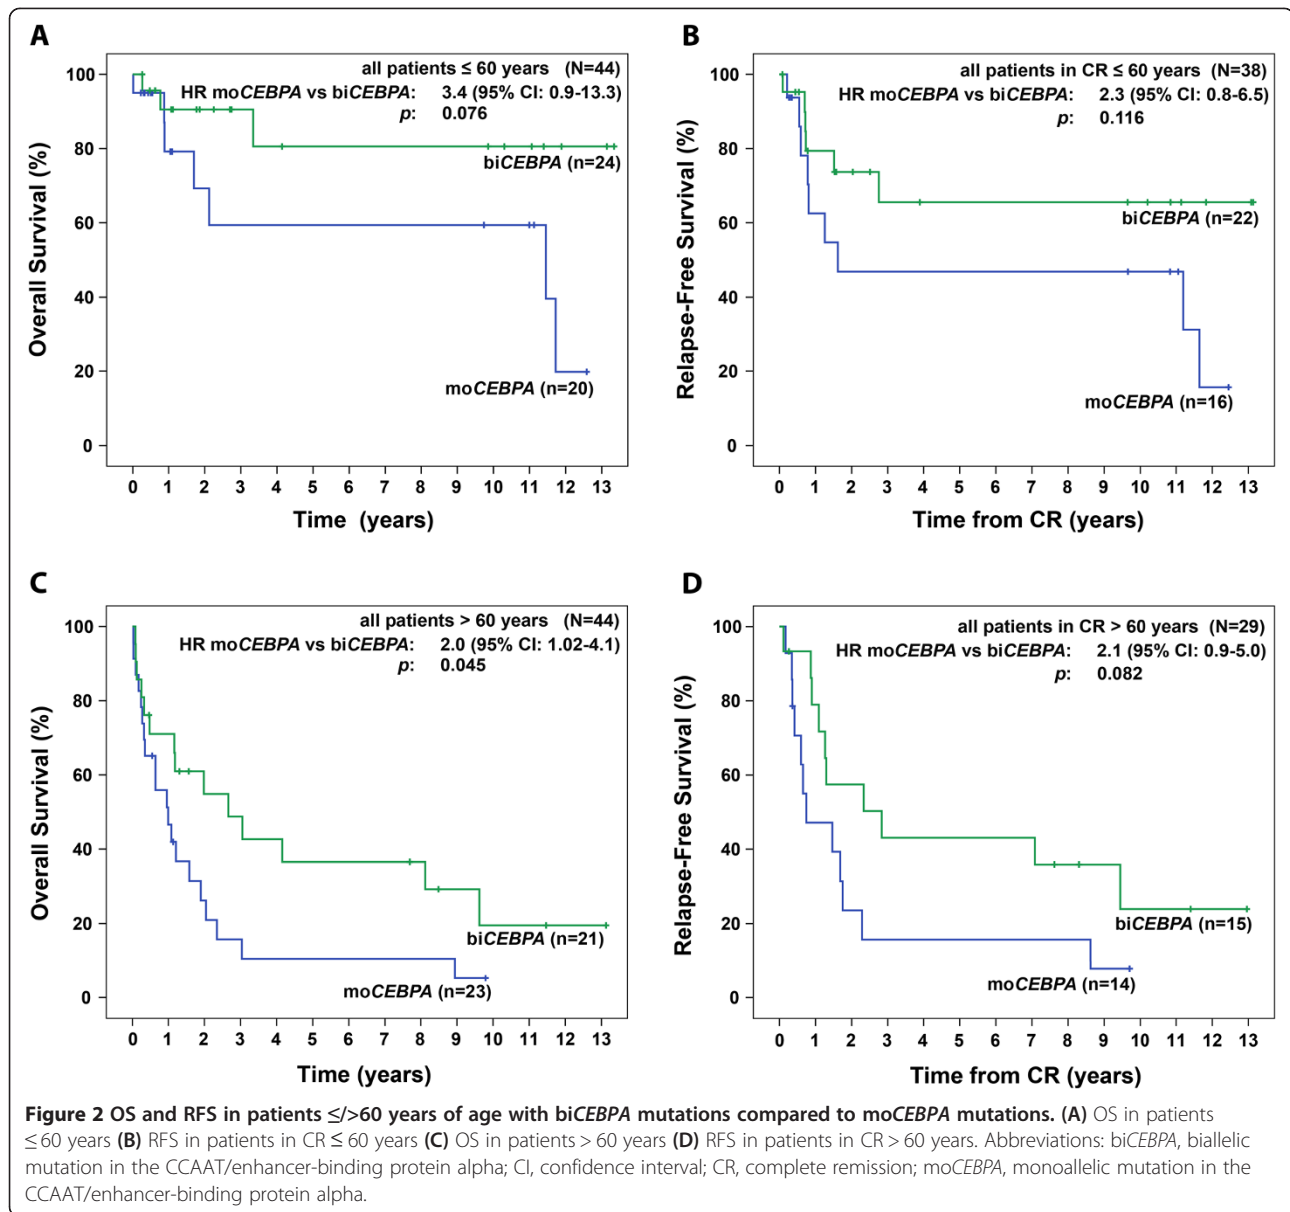 A
all patients ≤ 60 years (N=44)
HR moCEBPA vs biCEBPA: 3.4 (95% CI: 0.9-13.3)
p: 0.076
Overall Survival (%)
100
80
60
40
20
0
biCEBPA (n=24)
moCEBPA (n=20)
0 1 2 3 4 5 6 7 8 9 10 11 12 13
Time (years)
B
all patients in CR ≤ 60 years (N=38)
HR moCEBPA vs biCEBPA: 2.3 (95% CI: 0.8-6.5)
p: 0.116
Relapse-Free Survival (%)
100
80
60
40
20
0
biCEBPA (n=22)
moCEBPA (n=16)
0 1 2 3 4 5 6 7 8 9 10 11 12 13
Time from CR (years)
C
all patients > 60 years (N=44)
HR moCEBPA vs biCEBPA: 2.0 (95% CI: 1.02-4.1)
p: 0.045
Overall Survival (%)
100
80
60
40
20
0
biCEBPA (n=21)
moCEBPA (n=23)
0 1 2 3 4 5 6 7 8 9 10 11 12 13
Time (years)
D
all patients in CR > 60 years (N=29)
HR moCEBPA vs biCEBPA: 2.1 (95% CI: 0.9-5.0)
p: 0.082
Relapse-Free Survival (%)
100
80
60
40
20
0
biCEBPA (n=15)
moCEBPA (n=14)
0 1 2 3 4 5 6 7 8 9 10 11 12 13
Time from CR (years)
Figure 2 OS and RFS in patients ≤/>60 years of age with biCEBPA mutations compared to moCEBPA mutations. (A) OS in patients
≤ 60 years (B) RFS in patients in CR ≤ 60 years (C) OS in patients > 60 years (D) RFS in patients in CR > 60 years. Abbreviations: biCEBPA, biallelic
mutation in the CCAAT/enhancer-binding protein alpha; CI, confidence interval; CR, complete remission; moCEBPA, monoallelic mutation in the
CCAAT/enhancer-binding protein alpha.